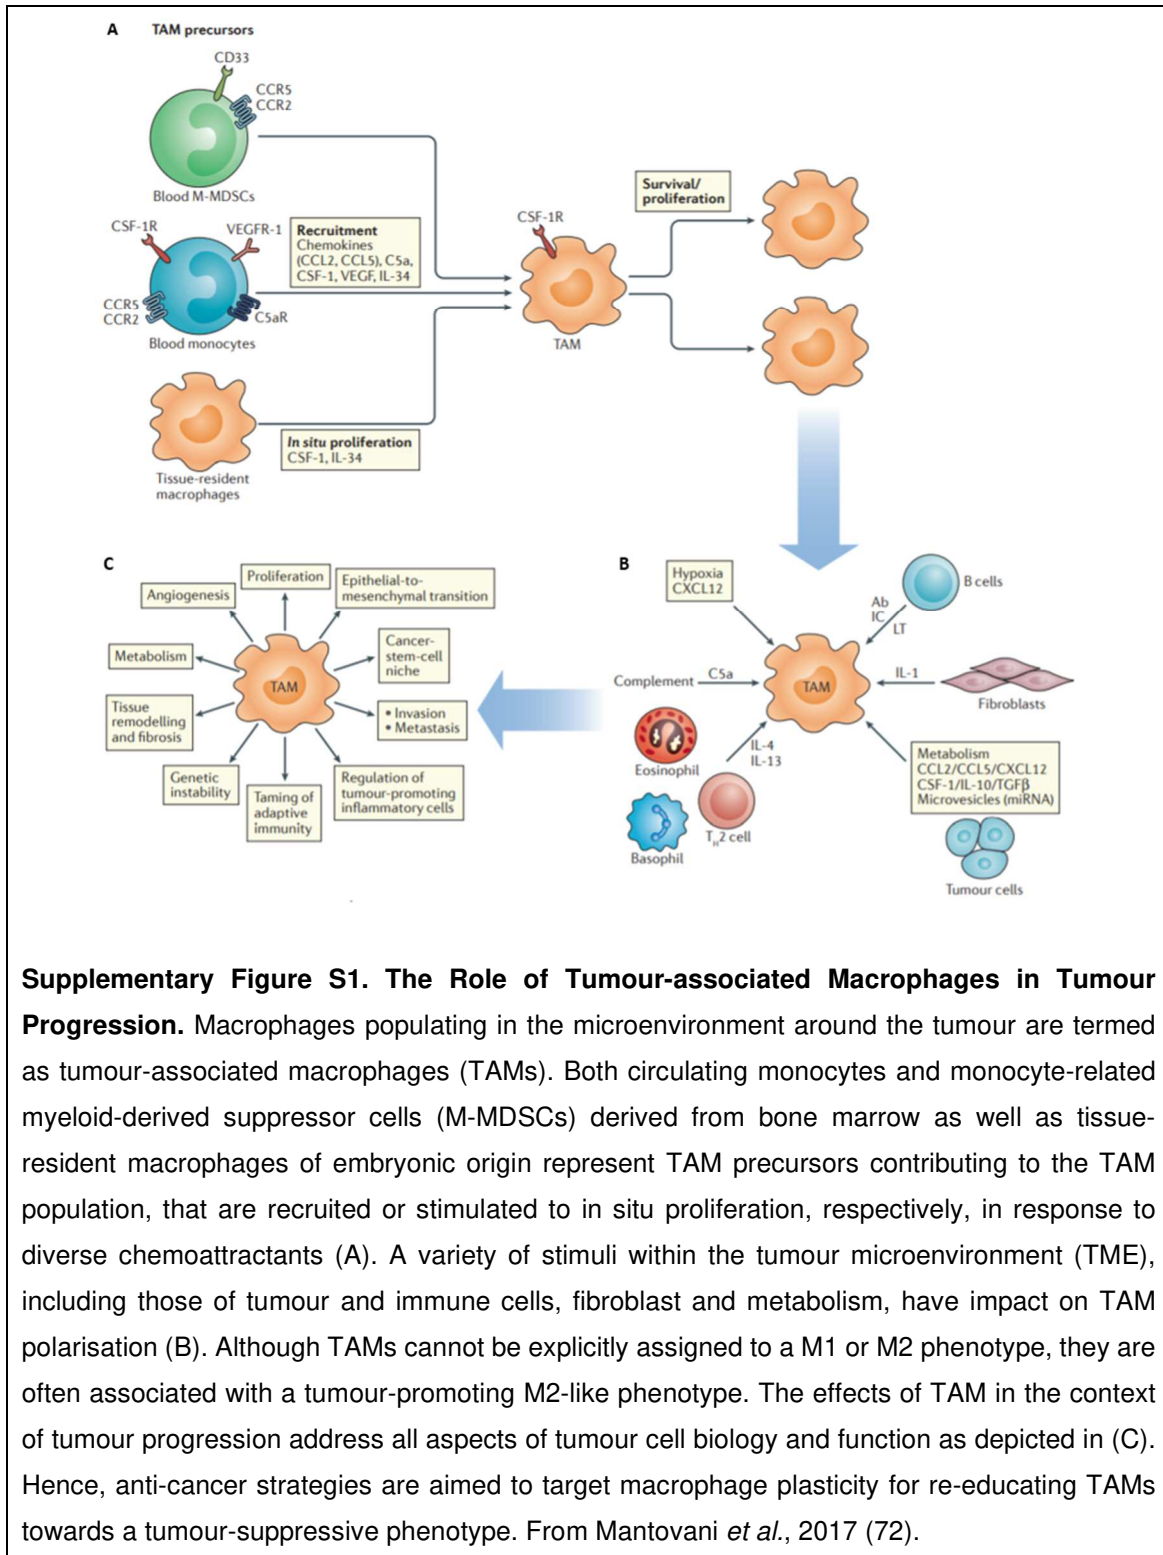 A TAM precursors
CD33
CCR5
CCR2
Blood M-MDSCs
CSF-1R
VEGFR-1
CCR5
CCR2
C5aR
Blood monocytes
Recruitment
Chemokines
(CCL2, CCL5), C5a,
CSF-1, VEGF, IL-34
Tissue-resident
macrophages
In situ proliferation
CSF-1, IL-34
CSF-1R
TAM
Survival/
proliferation
C
Proliferation
Angiogenesis
Epithelial-to-
mesenchymal transition
Metabolism
Cancer-
stem-cell
niche
TAM
Tissue
remodelling
and fibrosis
• Invasion
• Metastasis
Genetic
instability
Taming of
adaptive
immunity
Regulation of
tumour-promoting
inflammatory cells
B
Hypoxia
CXCL12
B cells
Ab
IC
LT
Complement
C5a
TAM
IL-1
Fibroblasts
Eosinophil
IL-4
IL-13
Basophil
TH2 cell
Metabolism
CCL2/CCL5/CXCL12
CSF-1/IL-10/TGFβ
Microvesicles (miRNA)
Tumour cells
Supplementary Figure S1. The Role of Tumour-associated Macrophages in Tumour
Progression. Macrophages populating in the microenvironment around the tumour are termed
as tumour-associated macrophages (TAMs). Both circulating monocytes and monocyte-related
myeloid-derived suppressor cells (M-MDSCs) derived from bone marrow as well as tissue-
resident macrophages of embryonic origin represent TAM precursors contributing to the TAM
population, that are recruited or stimulated to in situ proliferation, respectively, in response to
diverse chemoattractants (A). A variety of stimuli within the tumour microenvironment (TME),
including those of tumour and immune cells, fibroblast and metabolism, have impact on TAM
polarisation (B). Although TAMs cannot be explicitly assigned to a M1 or M2 phenotype, they are
often associated with a tumour-promoting M2-like phenotype. The effects of TAM in the context
of tumour progression address all aspects of tumour cell biology and function as depicted in (C).
Hence, anti-cancer strategies are aimed to target macrophage plasticity for re-educating TAMs
towards a tumour-suppressive phenotype. From Mantovani et al., 2017 (72).